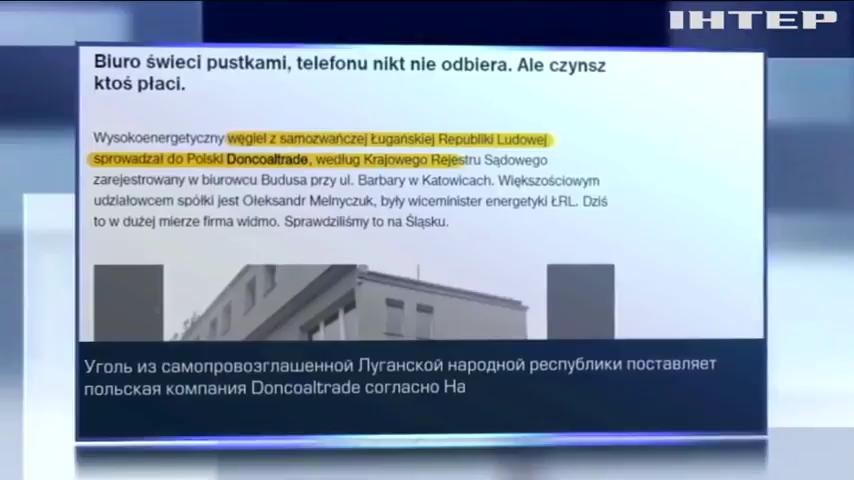 ІНТЕР
Biuro świeci pustkami, telefonu nikt nie odbiera. Ale czynsz
ktoś płaci.
Wysokoenergetyczny węgiel z samozwańczej Ługańskiej Republiki Ludowej
sprowadzał do Polski Doncoaltrade, według Krajowego Rejestru Sądowego
zarejestrowany w biurowcu Budusa przy ul. Barbary w Katowicach. Większościowym
udziałowcem spółki jest Ołeksandr Melnyczuk, były wiceminister energetyki ŁRL. Dziś
to w dużej mierze firma widmo. Sprawdziliśmy to na Śląsku.
Уголь из самопровозглашенной Луганской народной республики поставляет
польская компания Doncoaltrade согласно На